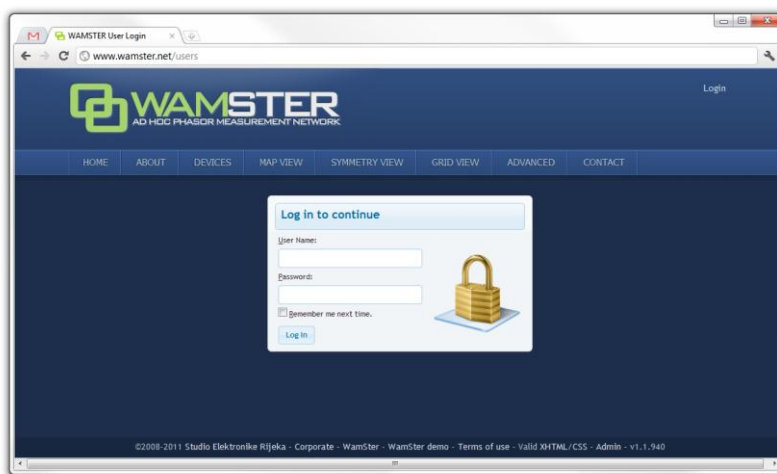 WAMSTER User Login
www.wamster.net/users
Login
WAMSTER
AD HOC PHASOR MEASUREMENT NETWORK
HOME ABOUT DEVICES MAP VIEW SYMMETRY VIEW GRID VIEW ADVANCED CONTACT
Log in to continue
User Name:
Password:
Remember me next time.
Log In
©2008-2011 Studio Elektronike Rijeka - Corporate - WamSter - WamSter demo - Terms of use - Valid XHTML/CSS - Admin - v1.1.940